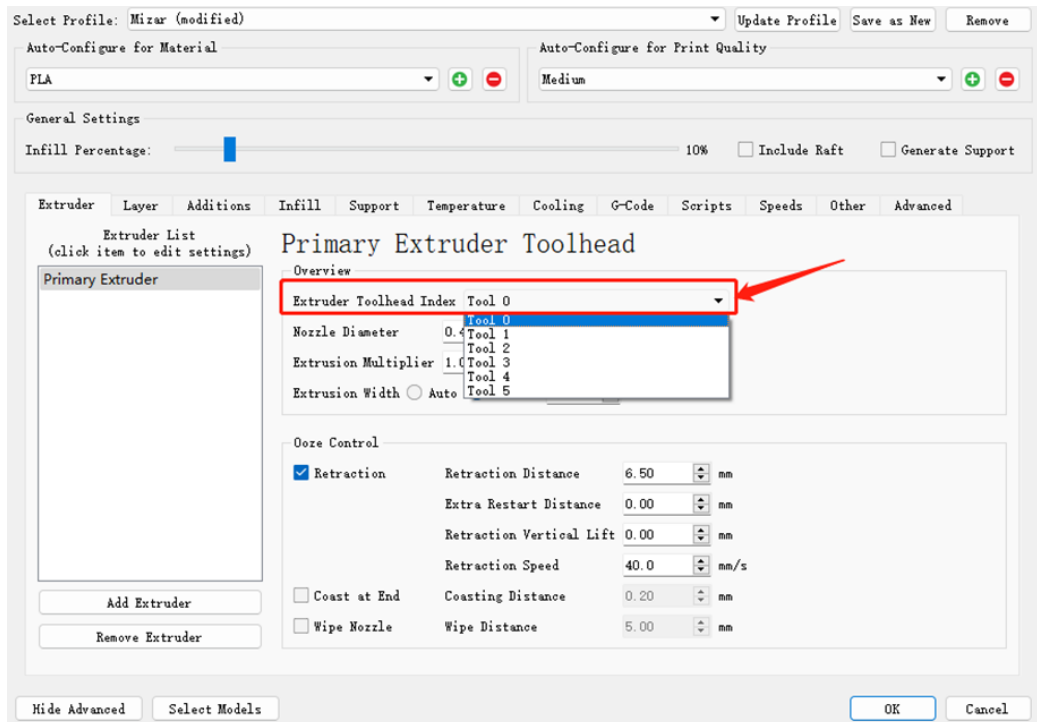 Select Profile: Mizar (modified) Update Profile Save as New Remove
Auto-Configure for Material Auto-Configure for Print Quality
PLA Medium
General Settings
Infill Percentage: 10% Include Raft Generate Support
Extruder Layer Additions Infill Support Temperature Cooling G-Code Scripts Speeds Other Advanced
Extruder List
(click item to edit settings)
Primary Extruder
Add Extruder
Remove Extruder
Primary Extruder Toolhead
Overview
Extruder Toolhead Index Tool 0
Tool 0
Nozzle Diameter 0.4 Tool 1
Tool 2
Extrusion Multiplier 1.0 Tool 3
Tool 4
Extrusion Width Auto Tool 5
Ooze Control
Retraction Retraction Distance 6.50 mm
Extra Restart Distance 0.00 mm
Retraction Vertical Lift 0.00 mm
Retraction Speed 40.0 mm/s
Coast at End Coasting Distance 0.20 mm
Wipe Nozzle Wipe Distance 5.00 mm
Hide Advanced Select Models OK Cancel